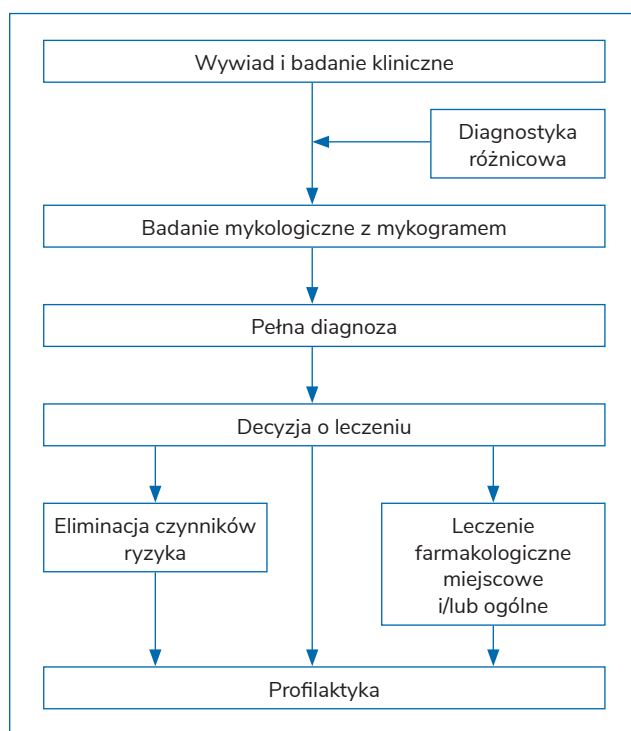 Wywiad i badanie kliniczne
Diagnostyka
różnicowa
Badanie mykologiczne z mykogramem
Pełna diagnoza
Decyzja o leczeniu
Eliminacja czynników
ryzyka
Leczenie
farmakologiczne
miejscowe
i/lub ogólne
Profilaktyka